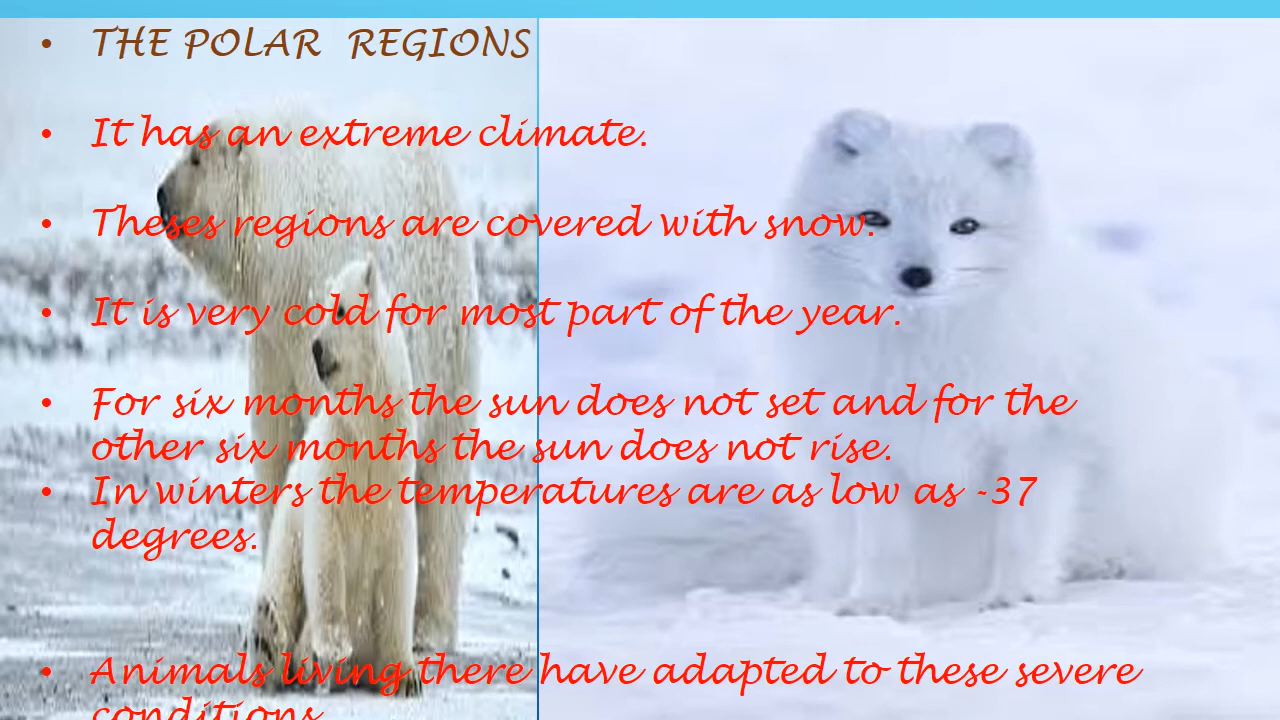 • THE POLAR REGIONS
• It has an extreme climate.
• Theses regions are covered with snow.
• It is very cold for most part of the year.
• For six months the sun does not set and for the
other six months the sun does not rise.
• In winters the temperatures are as low as -37
degrees.
• Animals living there have adapted to these severe
conditions